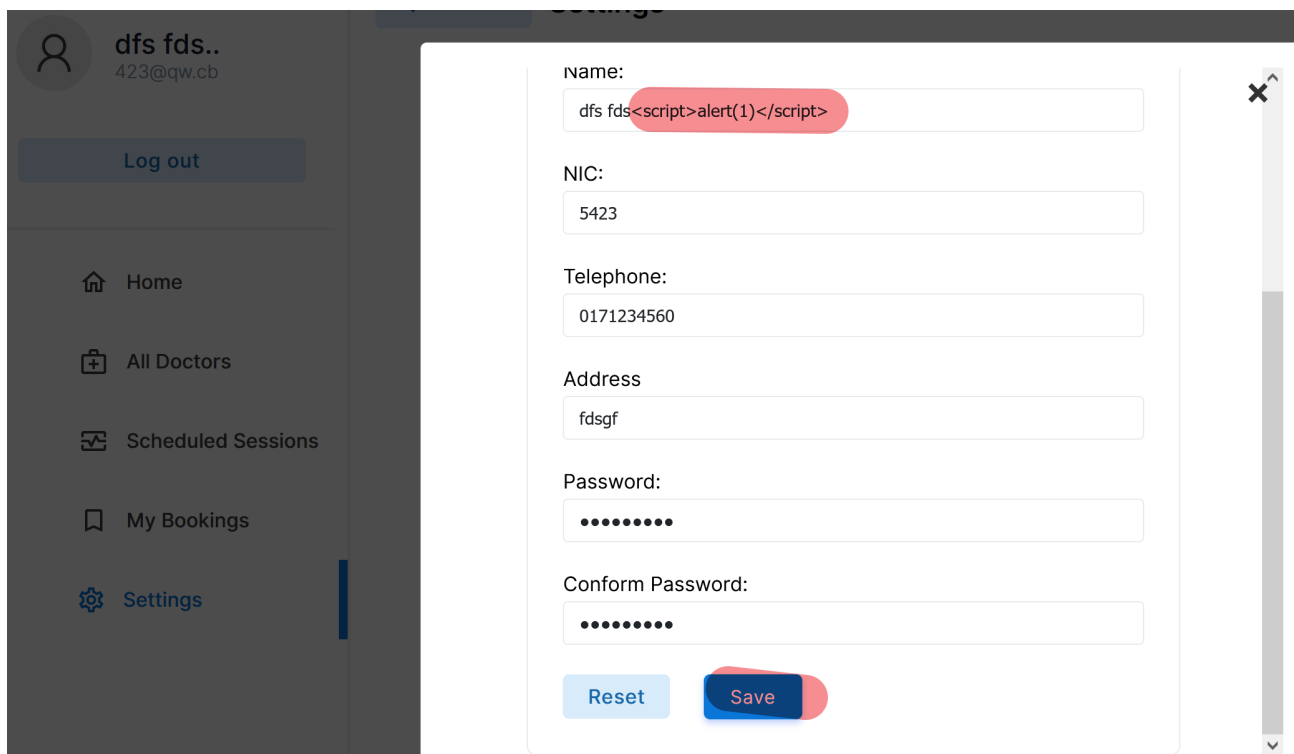 dfs fds..
423@qw.cb
Log out
Home
All Doctors
Scheduled Sessions
My Bookings
Settings
Settings
Name:
dfs fds<script>alert(1)</script>
NIC:
5423
Telephone:
0171234560
Address
fdsgf
Password:
•••••••••
Conform Password:
•••••••••
Reset
Save